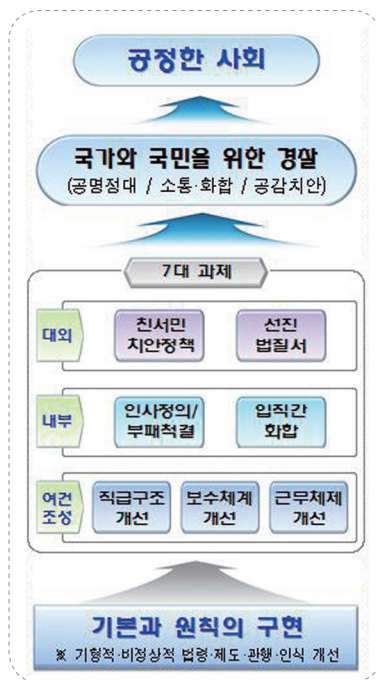 공정한 사회
국가와 국민을 위한 경찰
(공명정대 / 소통·화합 / 공감치안)
7대 과제
대외
친서민
치안정책
선진
법질서
내부
인사정의/
부패척결
입직간
화합
여건
조성
직급구조
개선
보수체계
개선
근무체제
개선
기본과 원칙의 구현
※ 기형적·비정상적 법령·제도·관행·인식 개선